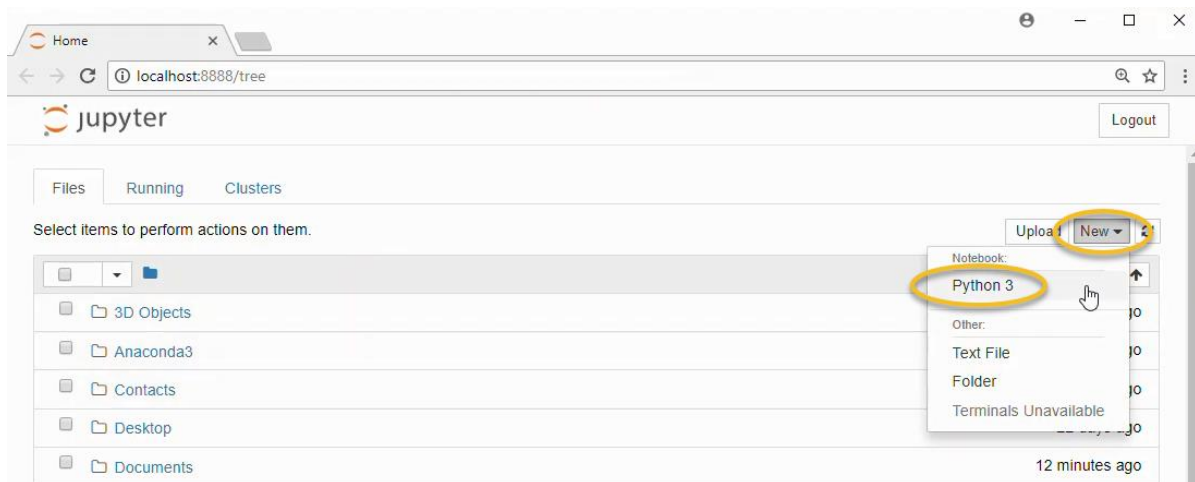 Home
localhost:8888/tree
jupyter
Logout
Files Running Clusters
Select items to perform actions on them.
Upload New
Notebook:
Python 3
3D Objects
Other:
Anaconda3
Text File
Contacts
Folder
Terminals Unavailable
Desktop
Documents 12 minutes ago